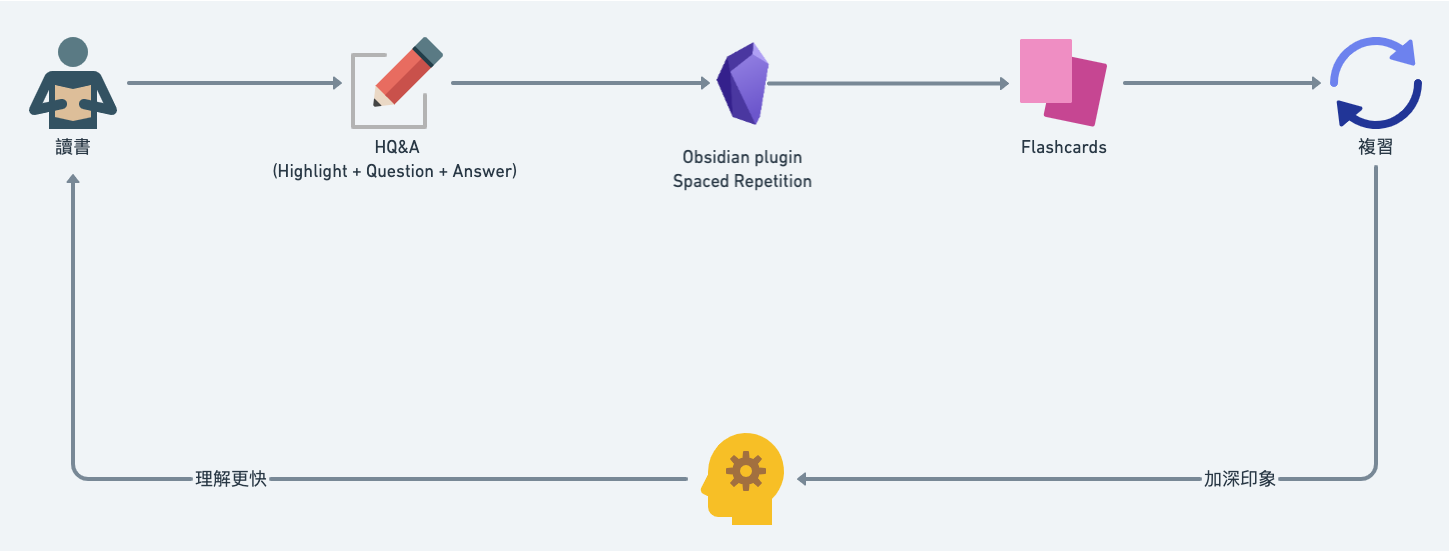 讀書
HQ&A
(Highlight + Question + Answer)
Obsidian plugin
Spaced Repetition
Flashcards
複習
理解更快
加深印象